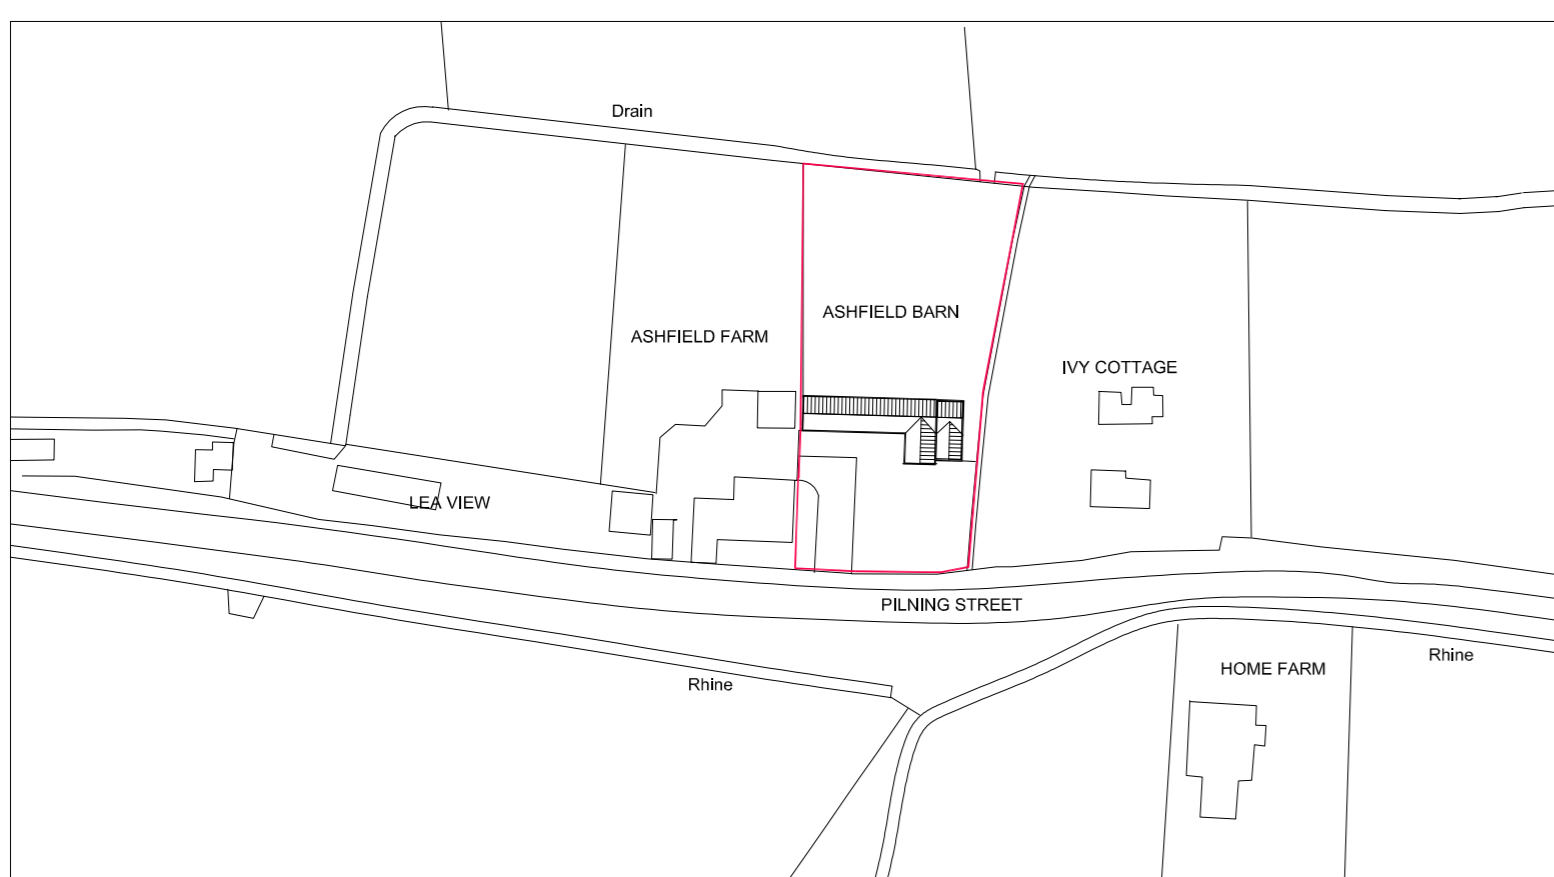 Drain
ASHFIELD BARN
ASHFIELD FARM
IVY COTTAGE
LEA VIEW
PILNING STREET
Rhine
HOME FARM
Rhine